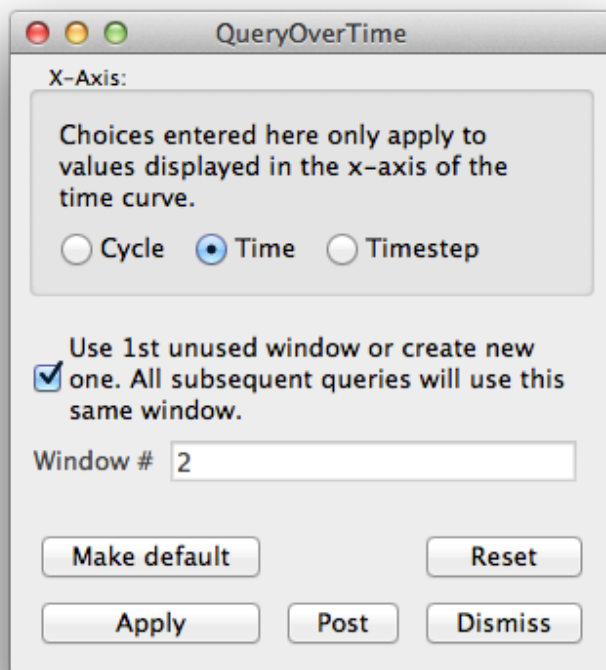 QueryOverTime
X-Axis:
Choices entered here only apply to
values displayed in the x-axis of the
time curve.
Cycle Time Timestep
Use 1st unused window or create new
one. All subsequent queries will use this
same window.
Window # 2
Make default Reset
Apply Post Dismiss